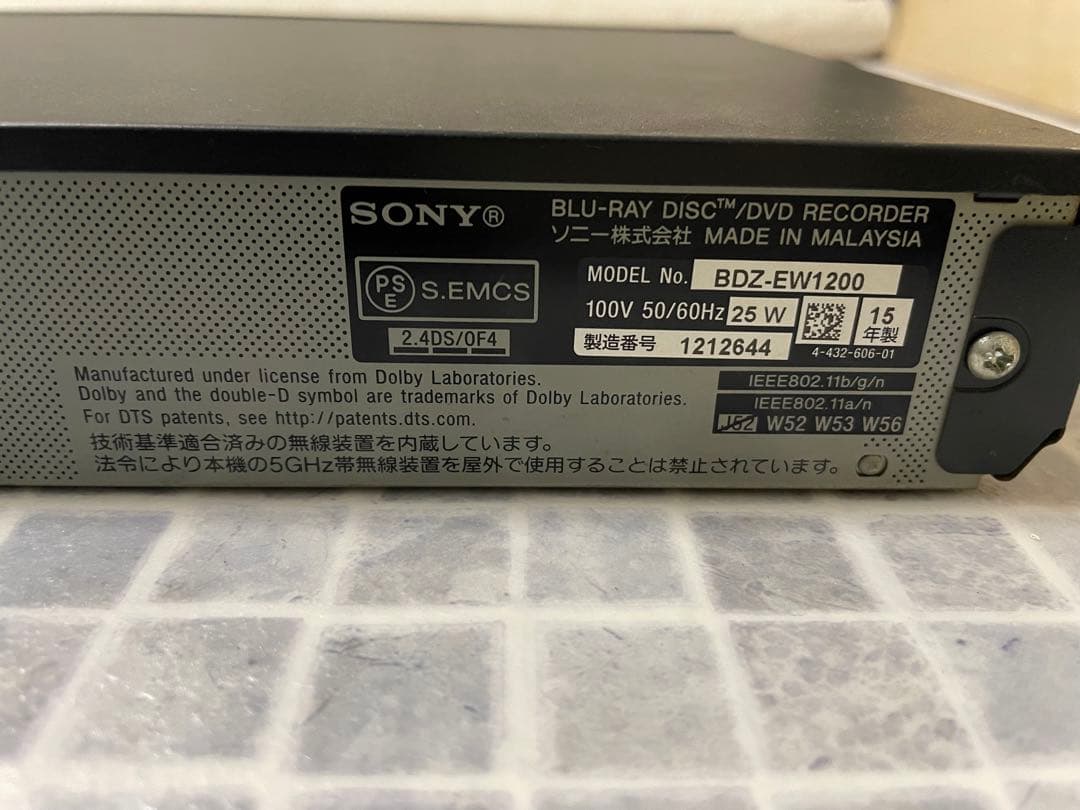 SONY®
BLU-RAY DISC™/DVD RECORDER
ソニー株式会社 MADE IN MALAYSIA
PSE S.EMCS
MODEL No. BDZ-EW1200
100V 50/60Hz 25 W
15年製
2.4DS/OF4
製造番号 1212644
4-432-606-01
Manufactured under license from Dolby Laboratories.
Dolby and the double-D symbol are trademarks of Dolby Laboratories.
For DTS patents, see http://patents.dts.com.
技術基準適合済みの無線装置を内蔵しています。
法令により本機の5GHz帯無線装置を屋外で使用することは禁止されています。
IEEE802.11b/g/n
IEEE802.11a/n
J52 W52 W53 W56